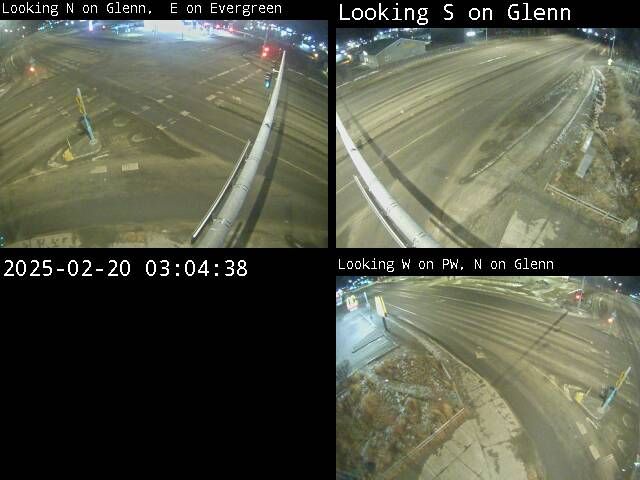 Looking N on Glenn,  E on Evergreen
Looking S on Glenn
2025-02-20 03:04:38
Looking W on PW, N on Glenn